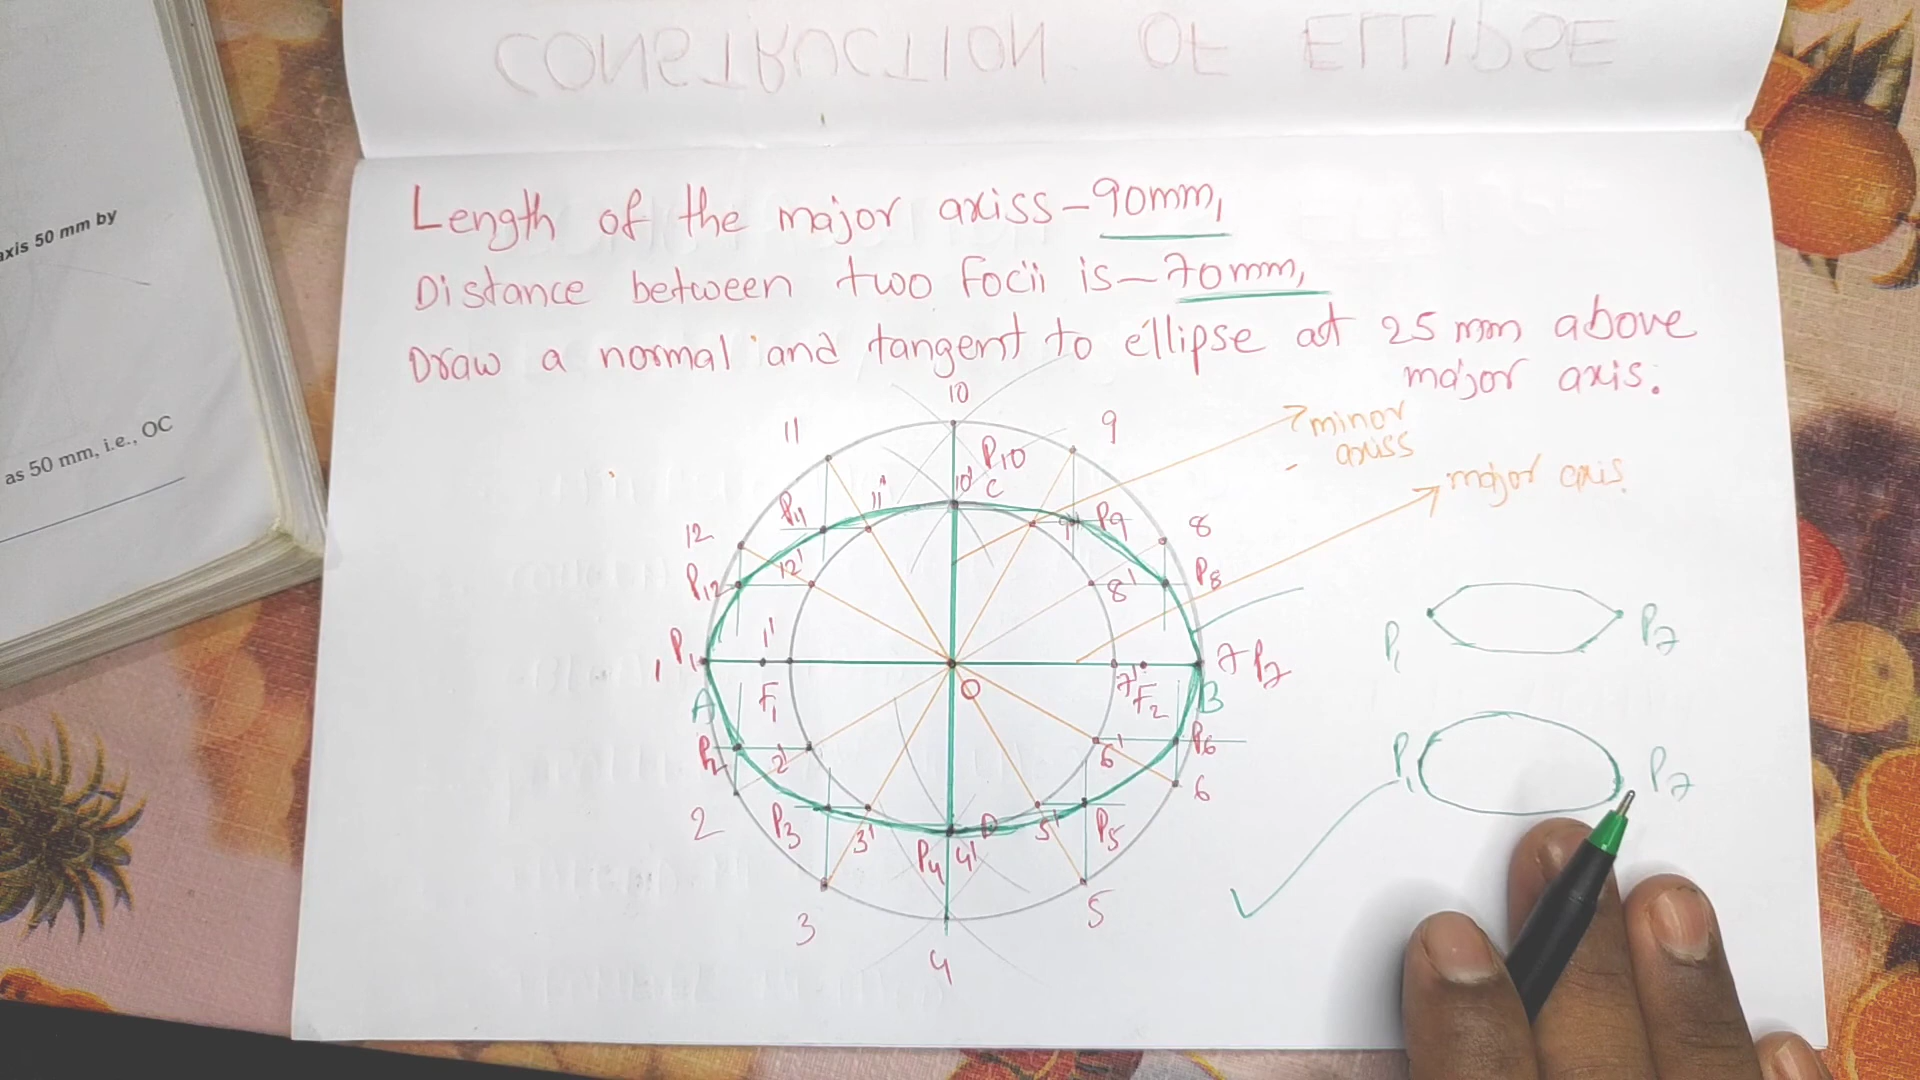 CONSTRUCTION OF ELLIPSE
axis 50 mm by
as 50 mm, i.e., OC
Length of the major axiss-90mm,
Distance between two Focii is-70mm,
Draw a normal and tangent to ellipse at 25 mm above
major axis.
10
11
9
minor
axiss
P10
major axis
10'
C
11'
P11
9'
P9
12
8
12'
P12
8'
P8
P1
P7
1
P1
1'
7
P7
O
7'
A
F1
F2
B
P2
2'
6'
P6
P1
P7
2
6
P3
3'
P4
4'
D
5'
P5
3
5
4